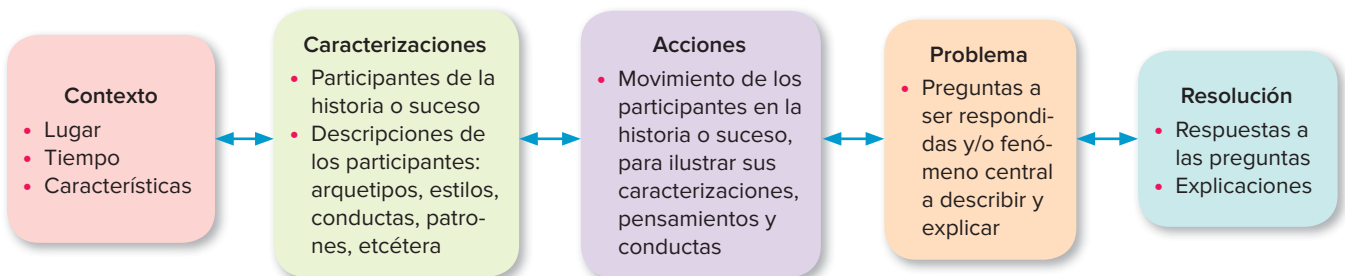 Contexto
• Lugar
• Tiempo
• Características
Caracterizaciones
• Participantes de la
historia o suceso
• Descripciones de
los participantes:
arquetipos, estilos,
conductas, patro-
nes, etcétera
Acciones
• Movimiento de los
participantes en la
historia o suceso,
para ilustrar sus
caracterizaciones,
pensamientos y
conductas
Problema
• Preguntas a
ser respondi-
das y/o fenó-
meno central
a describir y
explicar
Resolución
• Respuestas a
las preguntas
• Explicaciones